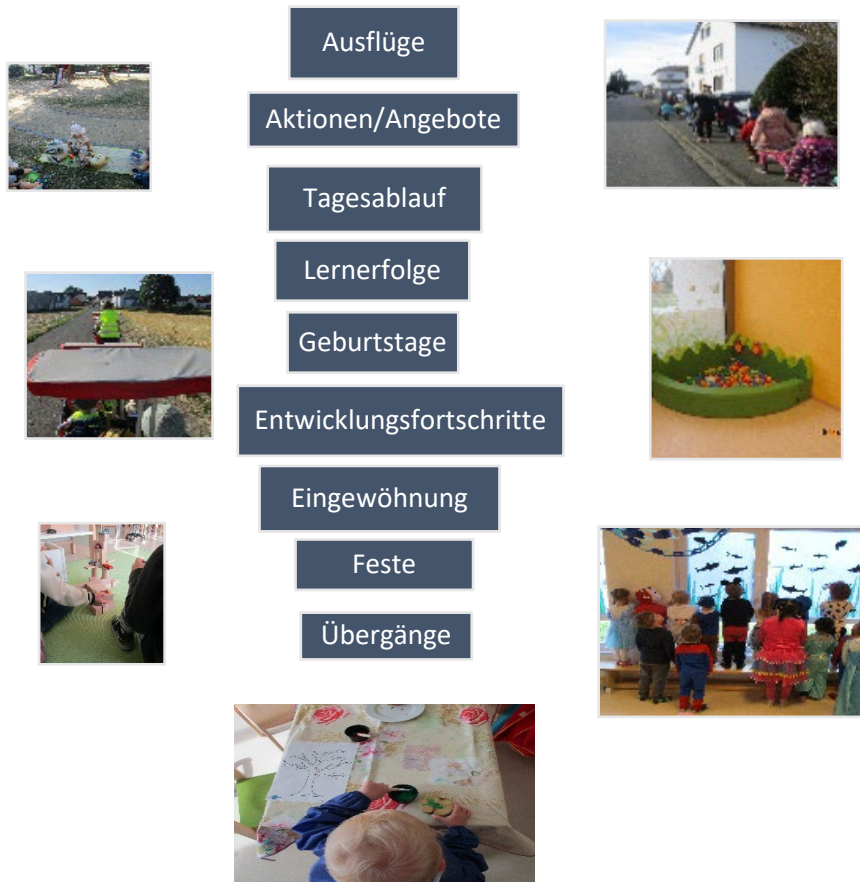 Ausflüge
Aktionen/Angebote
Tagesablauf
Lernerfolge
Geburtstage
Entwicklungsfortschritte
Eingewöhnung
Feste
Übergänge